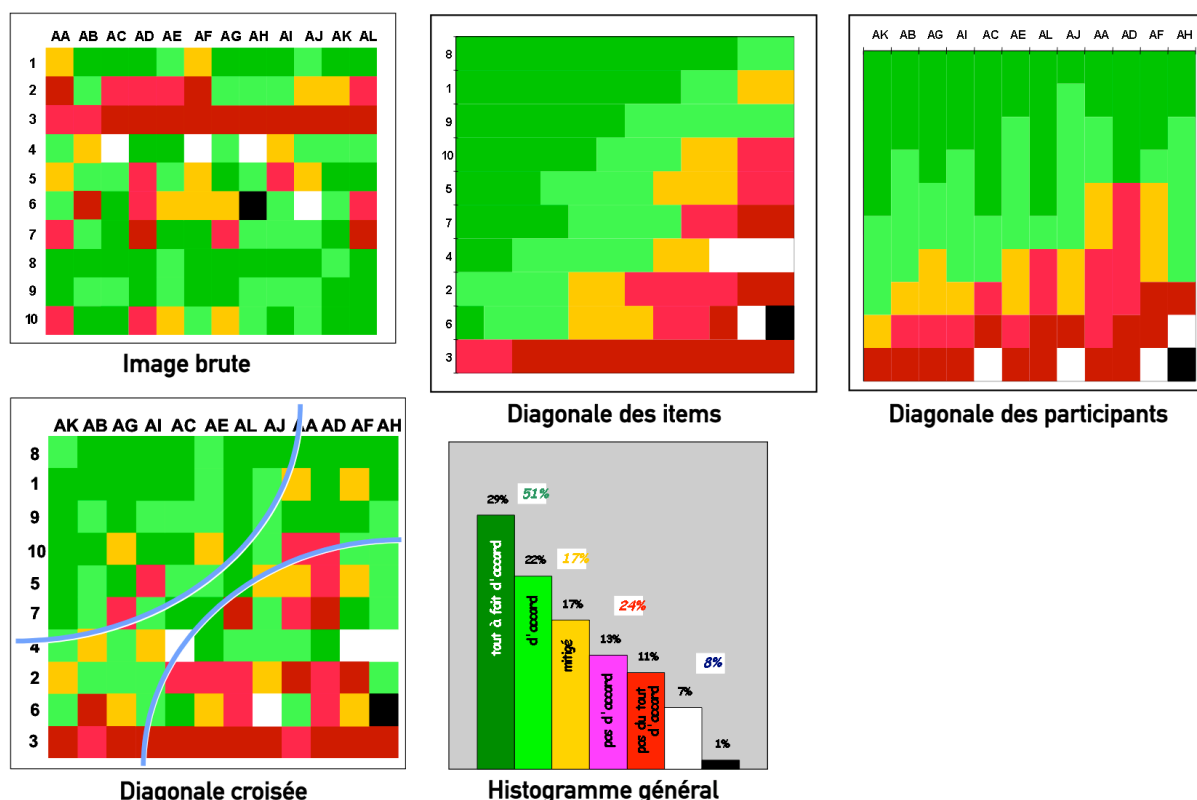 AA AB AC AD AE AF AG AH AI AJ AK AL
1
2
3
4
5
6
7
8
9
10
Image brute
8
1
9
10
5
7
4
2
6
3
Diagonale des items
AK AB AG AI AC AE AL AJ AA AD AF AH
Diagonale des participants
AK AB AG AI AC AE AL AJ AA AD AF AH
8
1
9
10
5
7
4
2
6
3
Diagonale croisée
29%
51%
22%
17%
17%
13%
24%
11%
8%
7%
1%
tout à fait d'accord
d'accord
mitigé
pas d'accord
pas du tout
d'accord
Histogramme général